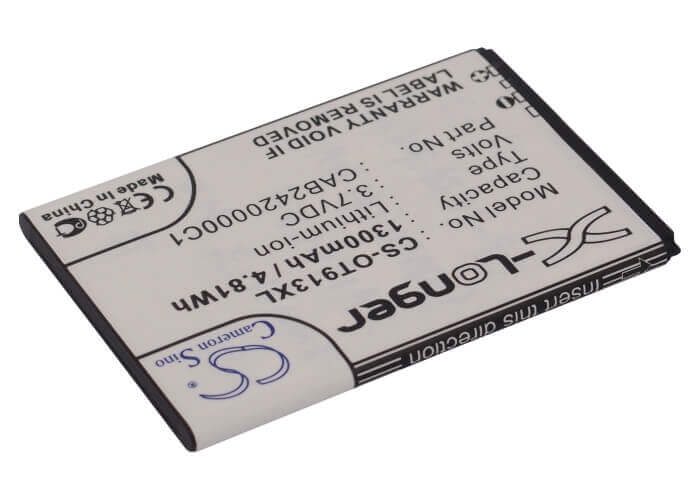 X-Longer
Insert this direction
Model No. CS-OT913XL
Capacity 1300mAh / 4.81Wh
Type Lithium-ion
Volts 3.7VDC
Part No. CAB2420000C1
WARRANTY VOID IF
LABEL IS REMOVED
CS
Cameron Sino
Made in China